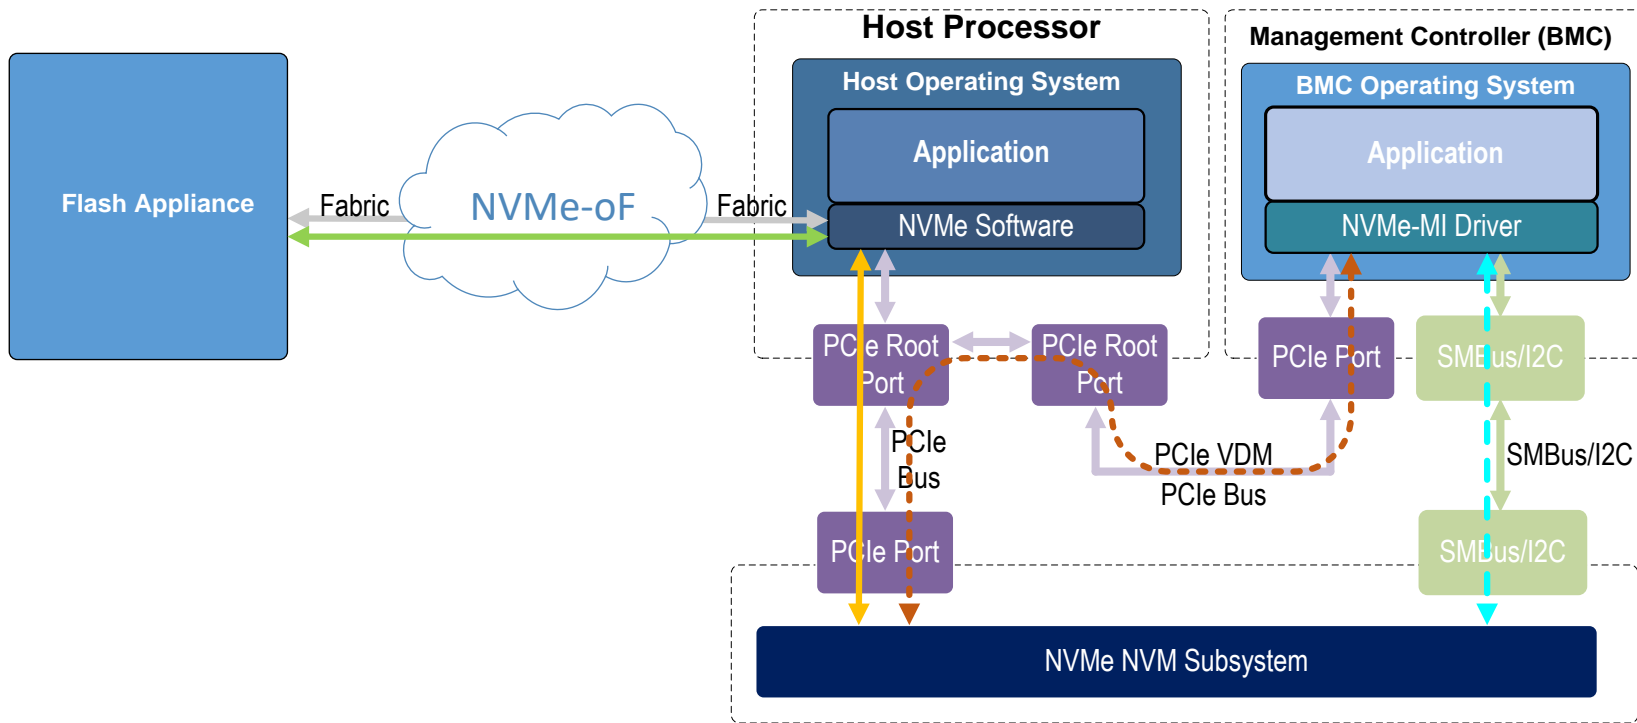 Host Processor
Management Controller (BMC)
Host Operating System
BMC Operating System
Application
Application
Flash Appliance
Fabric
NVMe-oF
Fabric
NVMe Software
NVMe-MI Driver
PCIe Root
Port
PCIe Root
Port
PCIe Port
SMBus/I2C
PCIe
Bus
PCIe VDM
PCIe Bus
SMBus/I2C
PCIe Port
SMBus/I2C
NVMe NVM Subsystem